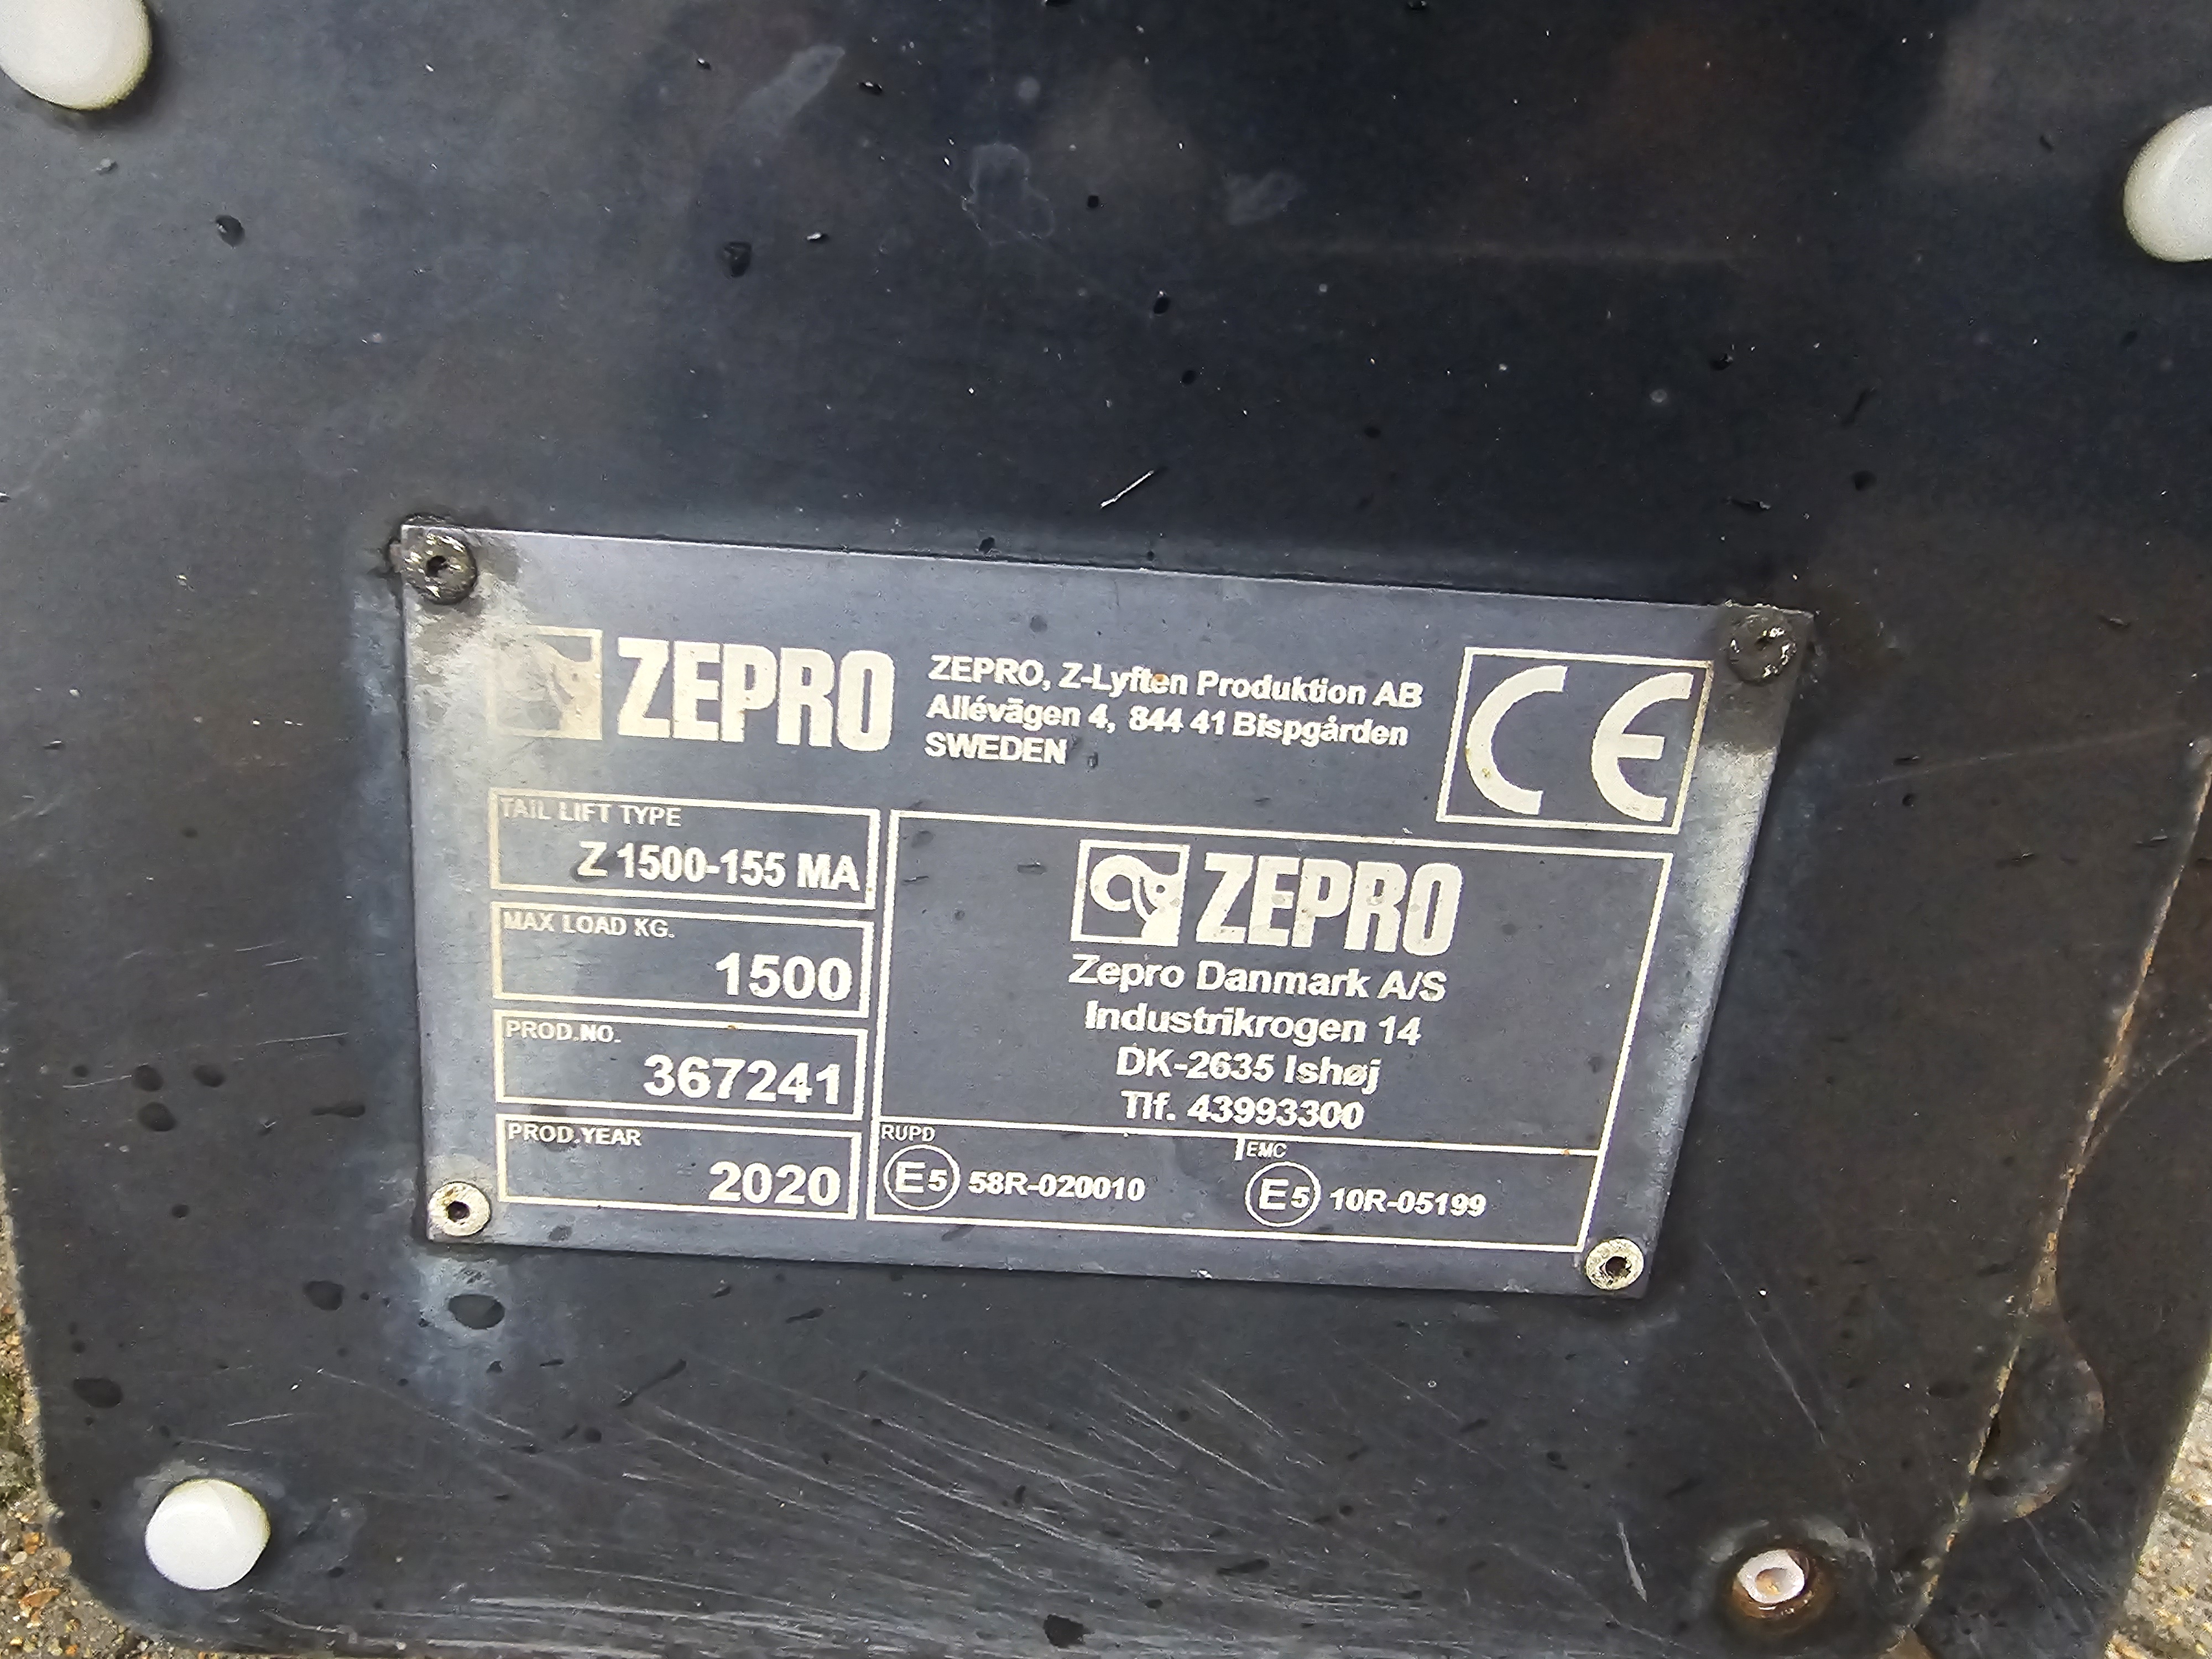 ZEPRO
ZEPRO, Z-Lyften Produktion AB
Allévägen 4, 844 41 Bispgården
SWEDEN
CE
TAIL LIFT TYPE
Z 1500-155 MA
MAX LOAD KG.
1500
PROD.NO.
367241
PROD.YEAR
2020
ZEPRO
Zepro Danmark A/S
Industrikrogen 14
DK-2635 Ishøj
Tlf. 43993300
RUPD
E5 58R-020010
EMC
E5 10R-05199